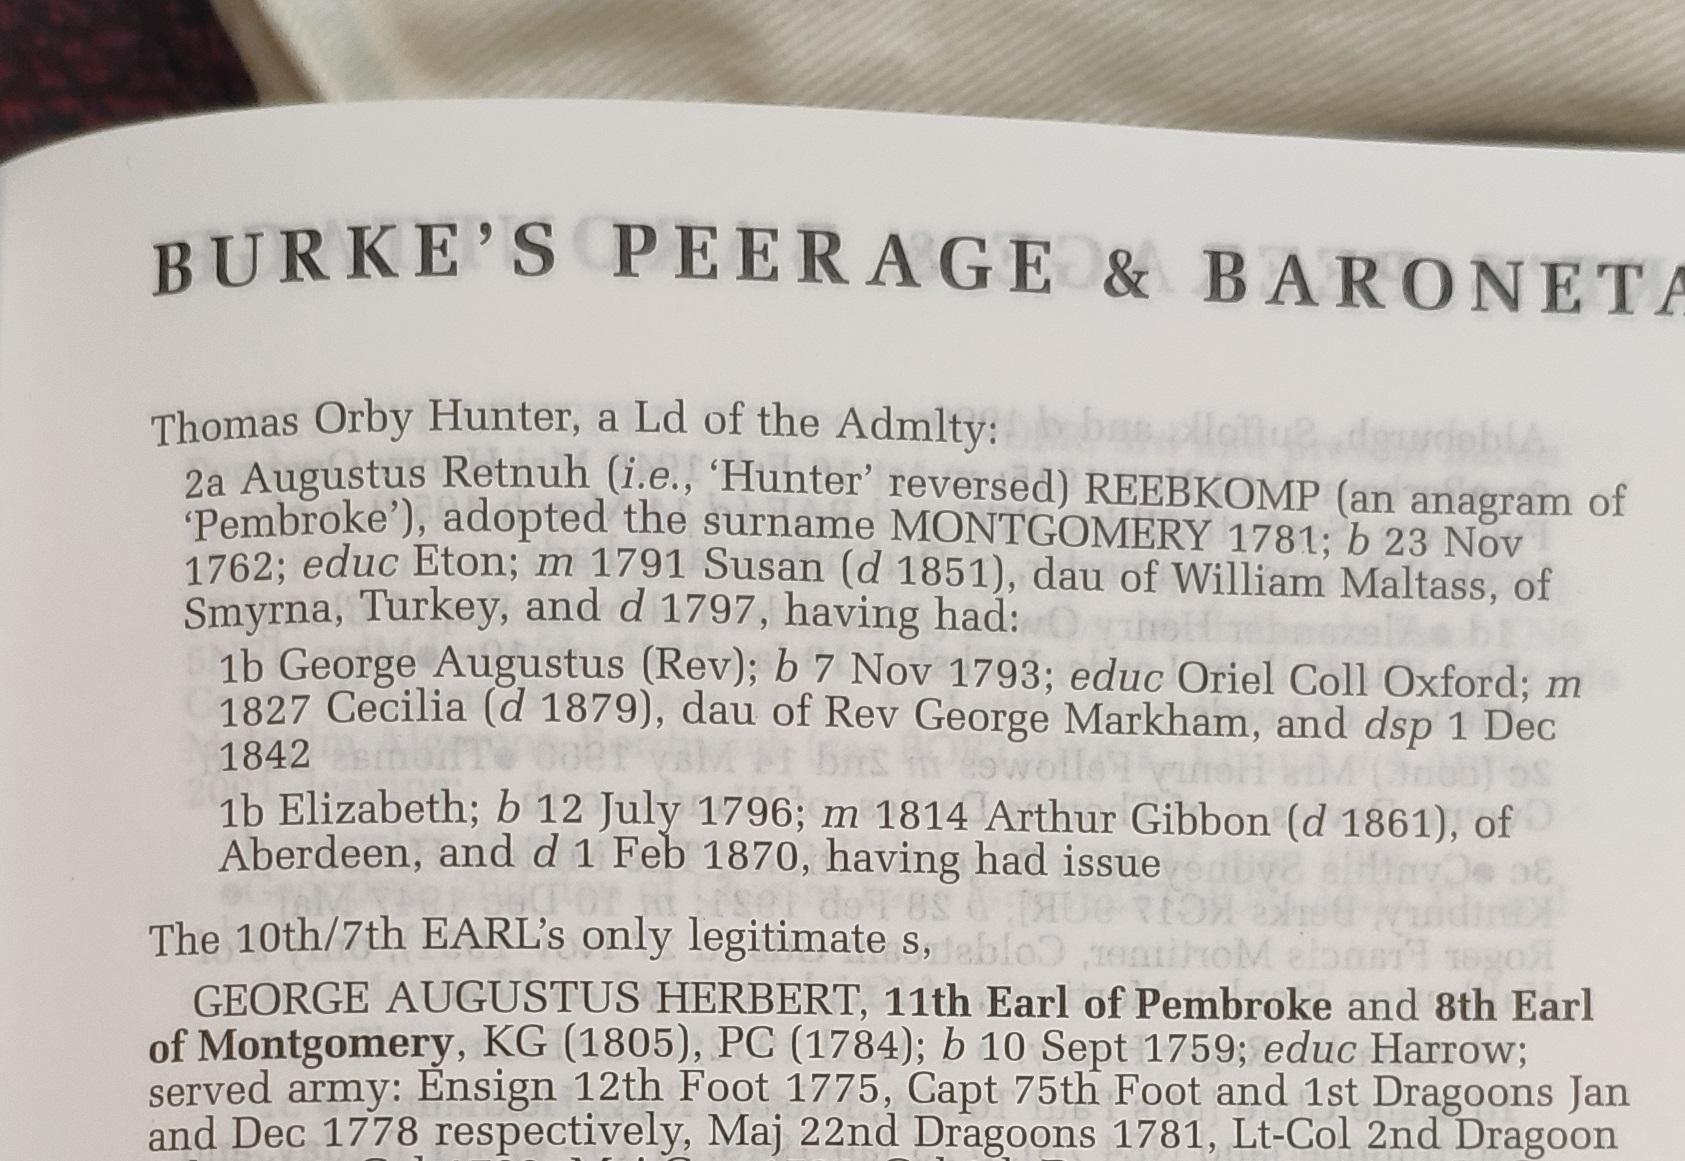 BURKE’S PEERAGE & BARONETA
Thomas Orby Hunter, a Ld of the Admlty:
2a Augustus Retnuh (i.e., ‘Hunter’ reversed) REEBKOMP (an anagram of
‘Pembroke’), adopted the surname MONTGOMERY 1781; b 23 Nov
1762; educ Eton; m 1791 Susan (d 1851), dau of William Maltass, of
Smyrna, Turkey, and d 1797, having had:
1b George Augustus (Rev); b 7 Nov 1793; educ Oriel Coll Oxford; m
1827 Cecilia (d 1879), dau of Rev George Markham, and dsp 1 Dec
1842
1b Elizabeth; b 12 July 1796; m 1814 Arthur Gibbon (d 1861), of
Aberdeen, and d 1 Feb 1870, having had issue
The 10th/7th EARL’s only legitimate s,
GEORGE AUGUSTUS HERBERT, 11th Earl of Pembroke and 8th Earl
of Montgomery, KG (1805), PC (1784); b 10 Sept 1759; educ Harrow;
served army: Ensign 12th Foot 1775, Capt 75th Foot and 1st Dragoons Jan
and Dec 1778 respectively, Maj 22nd Dragoons 1781, Lt-Col 2nd Dragoon